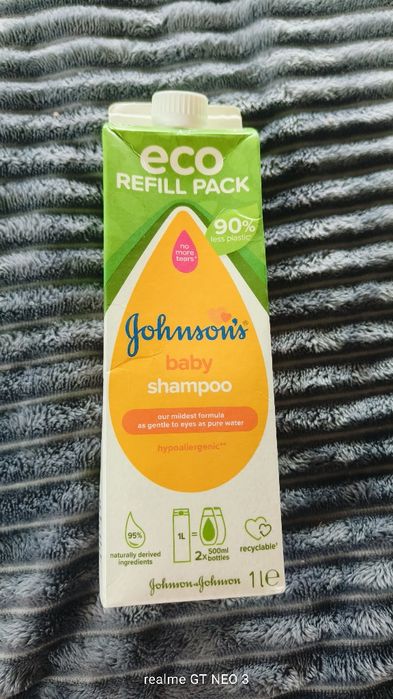 eco
REFILL PACK
90%
less plastic*
no
more
tears*
Johnson's®
baby
shampoo
our mildest formula
as gentle to eyes as pure water
hypoallergenic**
95%
naturally derived
ingredients
1L
=
2x 500ml
bottles
recyclable†
Johnson&Johnson
1l℮
realme GT NEO 3